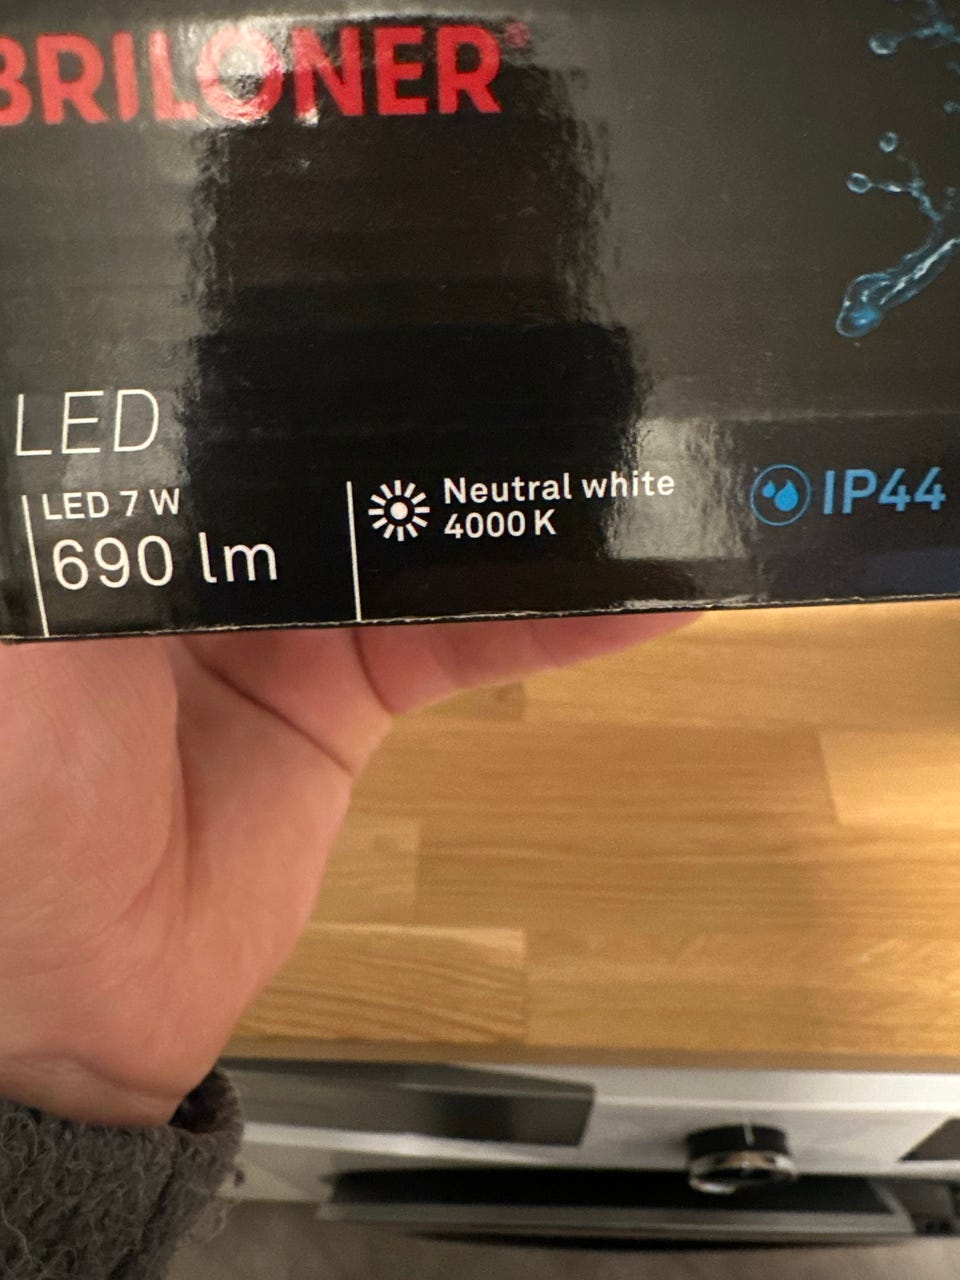 BRILONER®
LED
LED 7 W
690 lm
Neutral white
4000 K
IP44